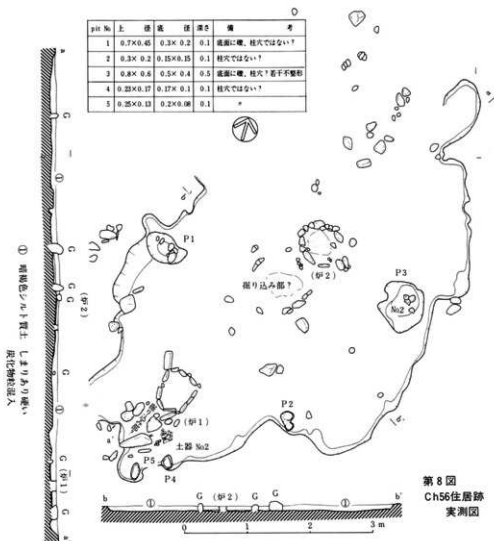 pit No 上 径 底 径 深さ 備 考
1 0.7×0.45 0.3×0.2 0.1 底面に礫、柱穴ではない?
2 0.3×0.2 0.15×0.15 0.1 柱穴ではない?
3 0.8×0.6 0.5×0.4 0.5 底面に礫、柱穴?若干不整形
4 0.23×0.17 0.17×0.1 0.1 柱穴ではない?
5 0.25×0.13 0.2×0.08 0.1 〃
a
G
①
G
G
G
(炉2)
G
①
G
(炉1)
G
a'
① 暗褐色シルト質土 しまりあり硬い
炭化物粒混入
P1
(炉2)
掘り込み部?
P3
No2
(炉1)
土器 No2
P2
P5
P4
a'
b'
b ① G (炉2) G G ① b'
0 1 2 3 m
第8図
Ch56住居跡
実測図